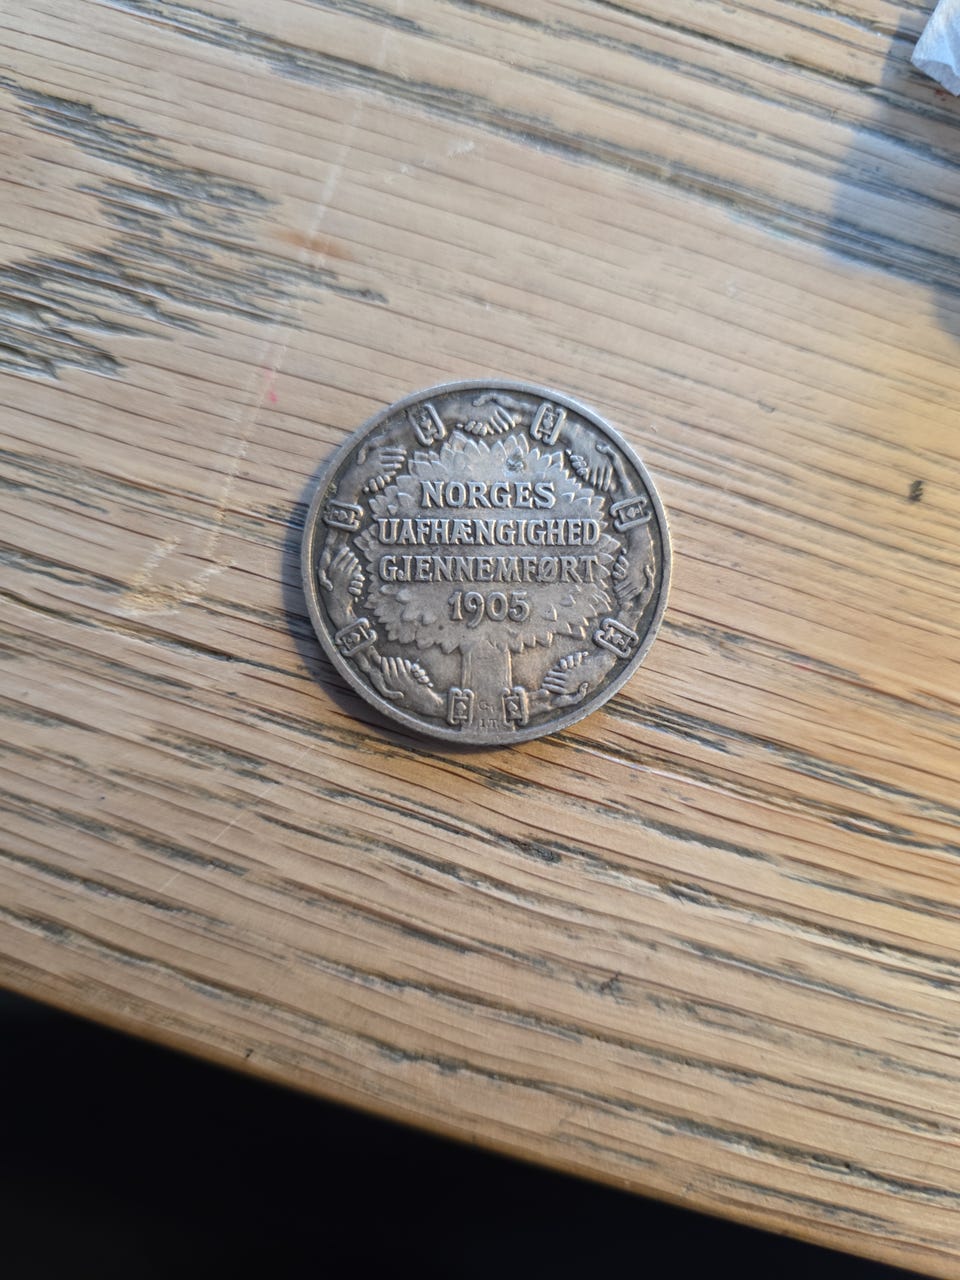 NORGES
UAFHÆNGIGHED
GJENNEMFØRT
1905